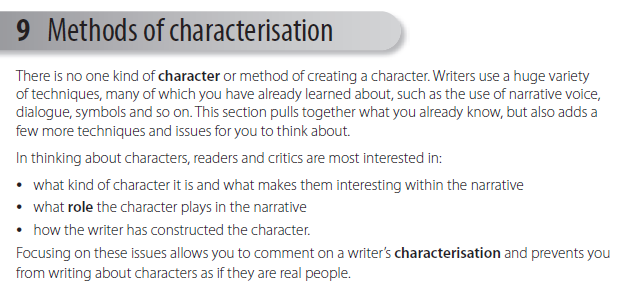 9 Methods of characterisation
There is no one kind of character or method of creating a character. Writers use a huge variety
of techniques, many of which you have already learned about, such as the use of narrative voice,
dialogue, symbols and so on. This section pulls together what you already know, but also adds a
few more techniques and issues for you to think about.
In thinking about characters, readers and critics are most interested in:
• what kind of character it is and what makes them interesting within the narrative
• what role the character plays in the narrative
• how the writer has constructed the character.
Focusing on these issues allows you to comment on a writer's characterisation and prevents you
from writing about characters as if they are real people.